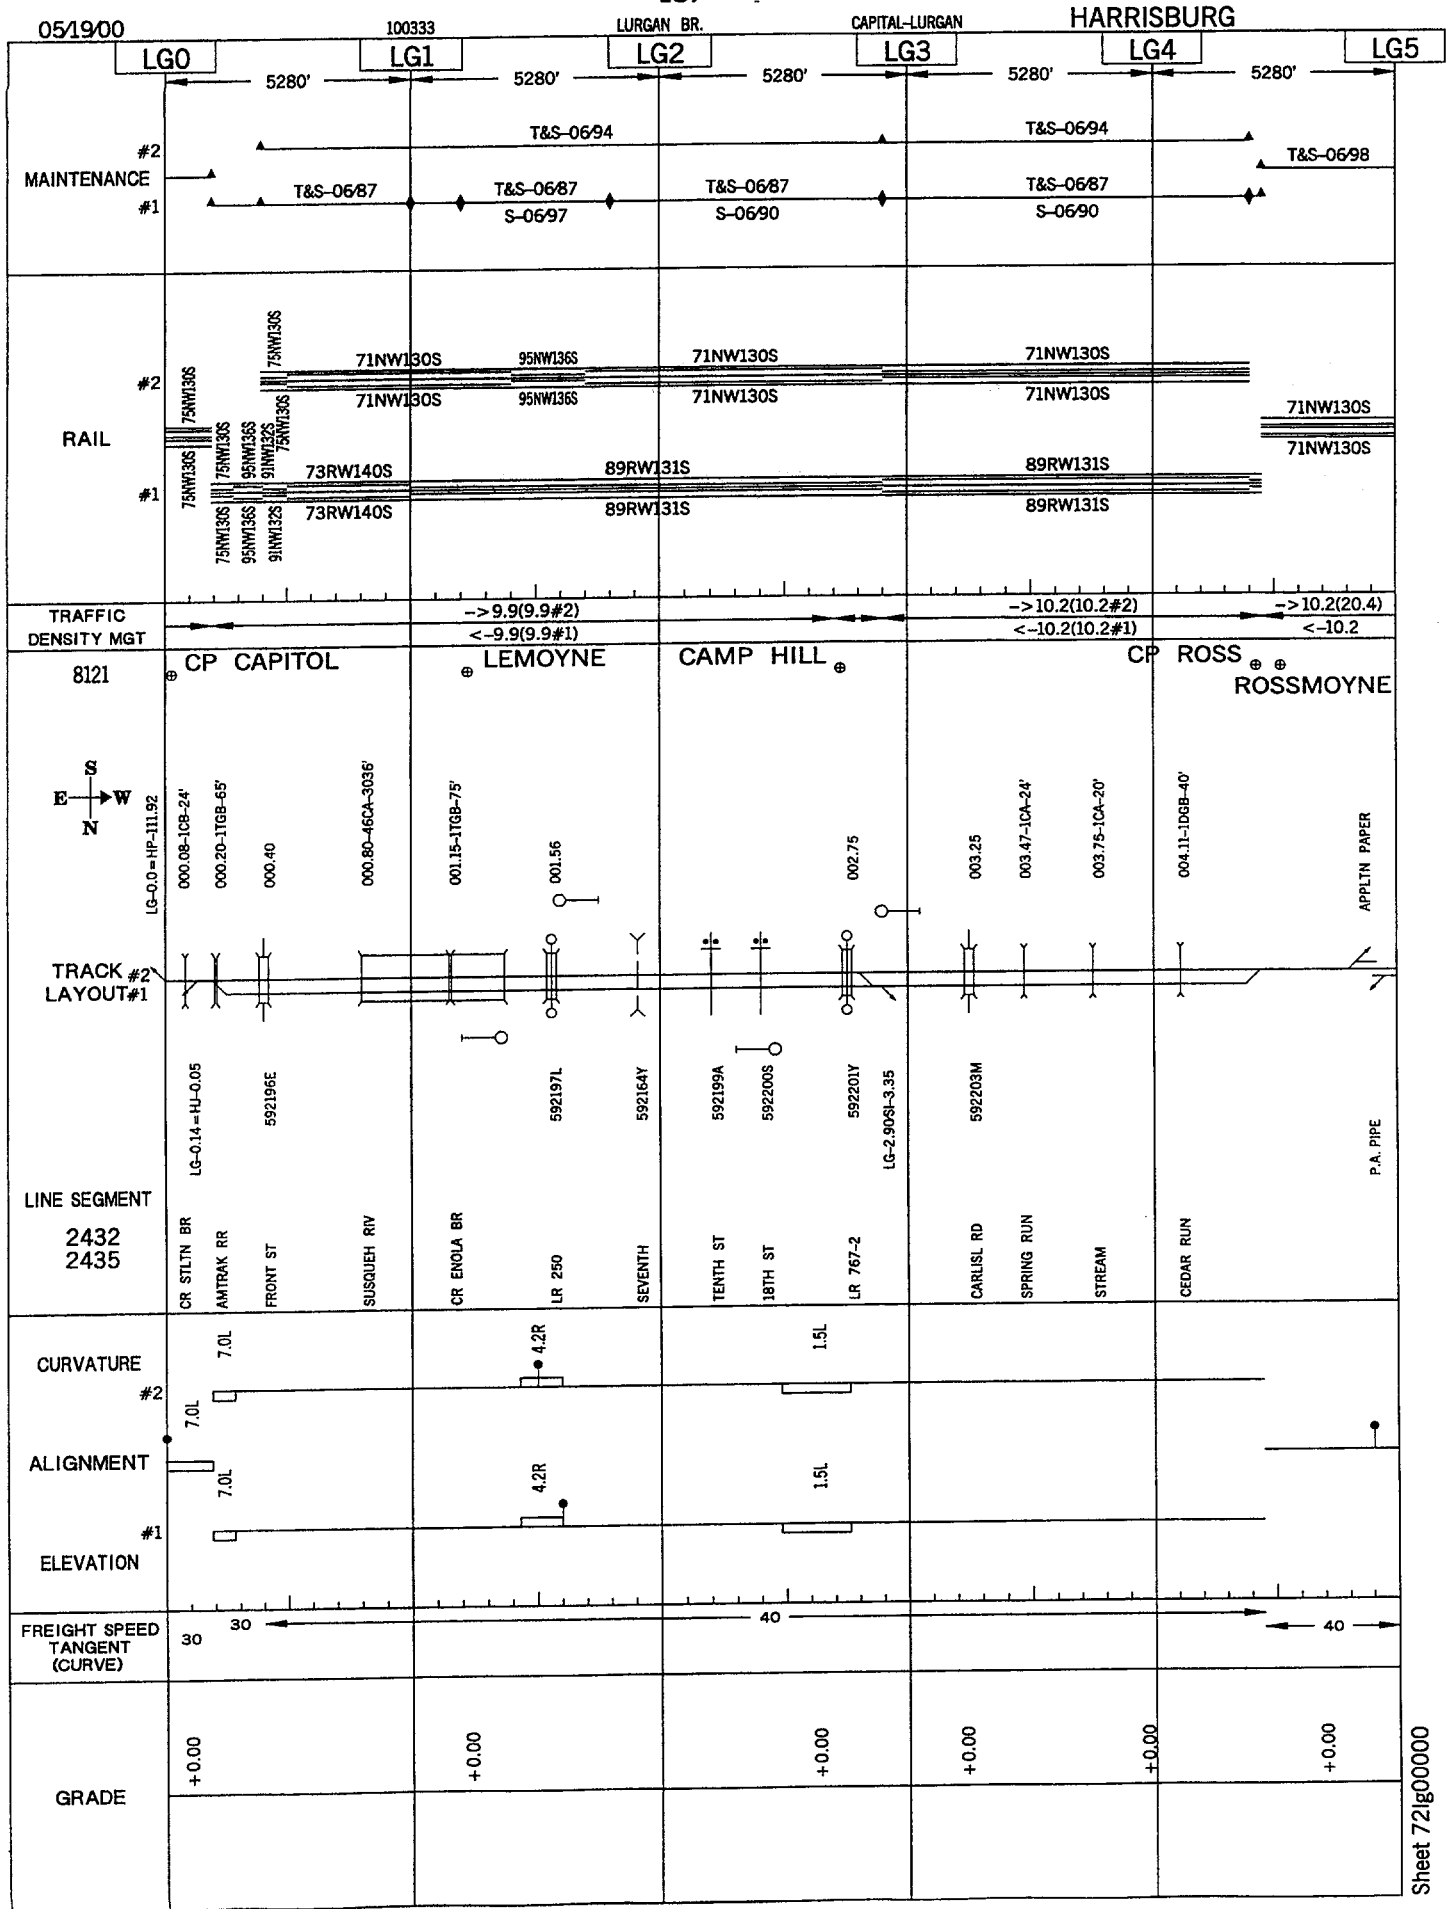 05/19/00 100333 LURGAN BR. CAPITAL-LURGAN HARRISBURG
LG0 LG1 LG2 LG3 LG4 LG5
5280' 5280' 5280' 5280' 5280'
T&S-06/94 T&S-06/94
#2
T&S-06/98
MAINTENANCE
T&S-06/87 T&S-06/87 T&S-06/87 T&S-06/87
#1
S-06/97 S-06/90 S-06/90
75NW130S
71NW130S 95NW136S 71NW130S 71NW130S
#2
75NW130S
71NW130S 95NW136S 71NW130S 71NW130S
75NW130S
71NW130S
RAIL
75NW130S 95NW136S 91NW132S
71NW130S
73RW140S 89RW131S 89RW131S
#1
75NW130S
73RW140S 89RW131S 89RW131S
75NW130S 95NW136S 91NW132S
TRAFFIC
DENSITY MGT
->9.9(9.9#2) ->10.2(10.2#2) ->10.2(20.4)
<-9.9(9.9#1) <-10.2(10.2#1) <-10.2
8121
CP CAPITOL LEMOYNE CAMP HILL CP ROSS
ROSSMOYNE
S
E W
N
LG-0.0=HP-111.92
000.08-1CB-24'
000.20-1TGB-65'
000.40
000.80-46CA-3036'
001.15-1TGB-75'
001.56
002.75
003.25
003.47-1CA-24'
003.75-1CA-20'
004.11-1DGB-40'
APPLTN PAPER
TRACK #2
LAYOUT #1
LG-0.14=HJ-0.05
592196E
592197L
592164Y
592199A
592200S
592201Y
LG-2.90/SI-3.35
592203M
P.A. PIPE
LINE SEGMENT
2432
2435
CR STLTN BR
AMTRAK RR
FRONT ST
SUSQUEH RIV
CR ENOLA BR
LR 250
SEVENTH
TENTH ST
18TH ST
LR 767-2
CARLISL RD
SPRING RUN
STREAM
CEDAR RUN
7.0L 4.2R 1.5L
CURVATURE
#2
7.0L
ALIGNMENT
7.0L 4.2R 1.5L
#1
ELEVATION
FREIGHT SPEED
TANGENT
(CURVE)
30 30 40 40
+0.00 +0.00 +0.00 +0.00 +0.00 +0.00
GRADE
Sheet 72lg00000